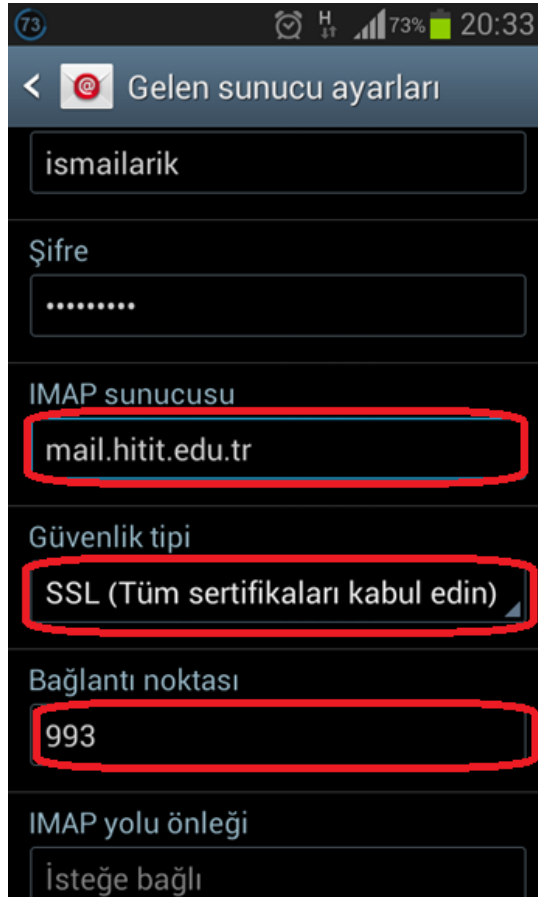 73 H 73% 20:33
< @ Gelen sunucu ayarları
ismailarik
Şifre
•••••••••
IMAP sunucusu
mail.hitit.edu.tr
Güvenlik tipi
SSL (Tüm sertifikaları kabul edin)
Bağlantı noktası
993
IMAP yolu önleği
İsteğe bağlı